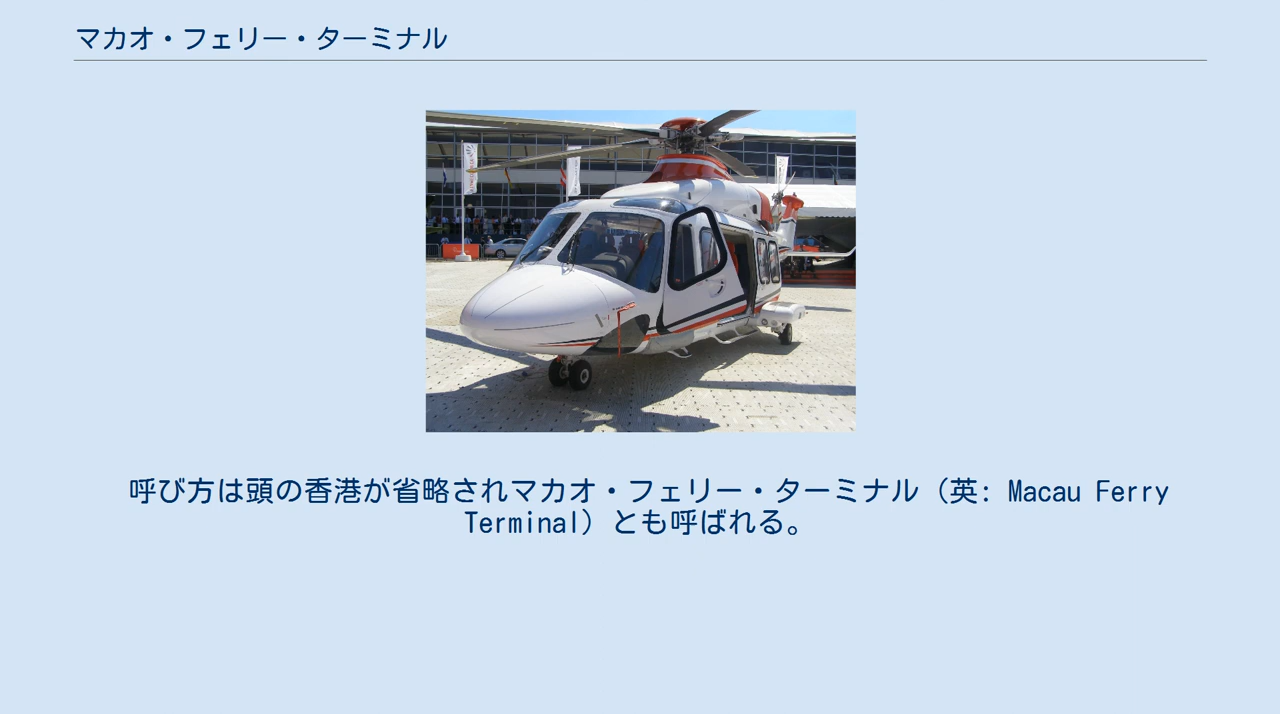 マカオ・フェリー・ターミナル
呼び方は頭の香港が省略されマカオ・フェリー・ターミナル（英: Macau Ferry
Terminal）とも呼ばれる。